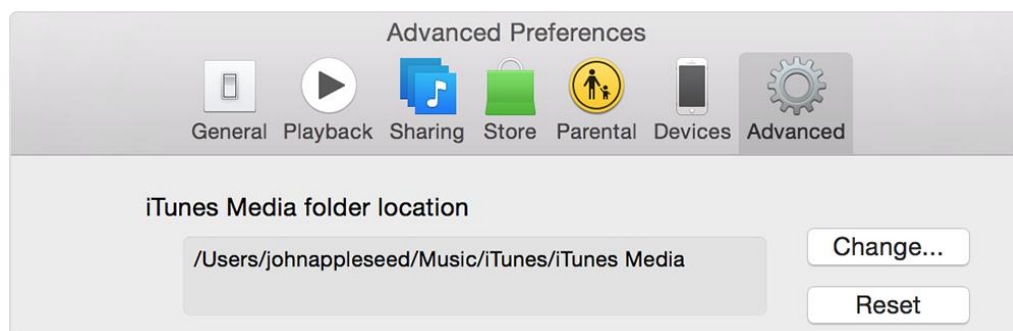 Advanced Preferences
General Playback Sharing Store Parental Devices Advanced
iTunes Media folder location
/Users/johnappleseed/Music/iTunes/iTunes Media
Change...
Reset